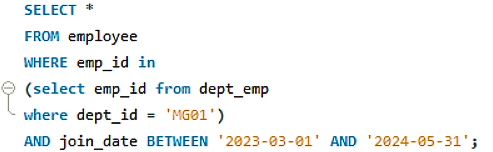 SELECT *
FROM employee
WHERE emp_id in
(select emp_id from dept_emp
where dept_id = 'MG01')
AND join_date BETWEEN '2023-03-01' AND '2024-05-31';